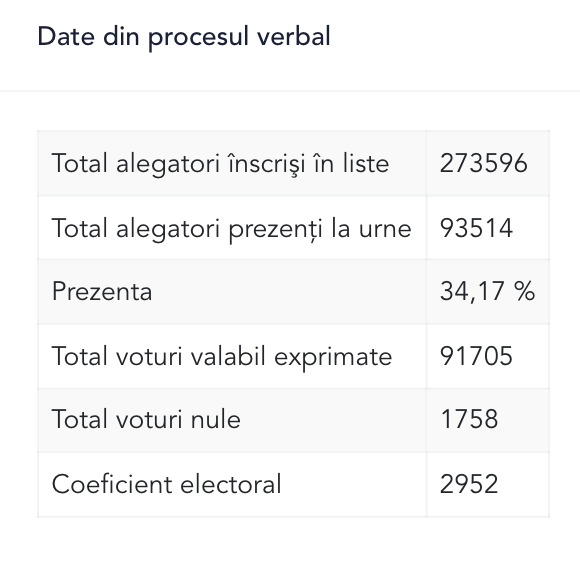 Date din procesul verbal
Total alegatori înscrişi în liste 273596
Total alegatori prezenți la urne 93514
Prezenta 34,17 %
Total voturi valabil exprimate 91705
Total voturi nule 1758
Coeficient electoral 2952